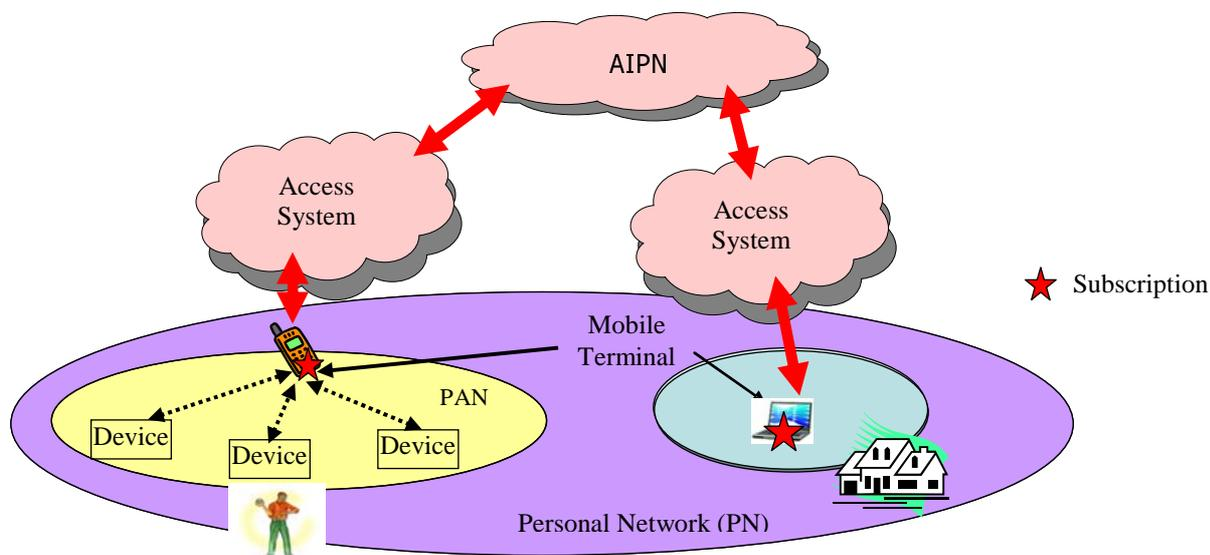 AIPN
Access
System
Access
System
Subscription
Mobile
Terminal
PAN
Device
Device
Device
Personal Network (PN)